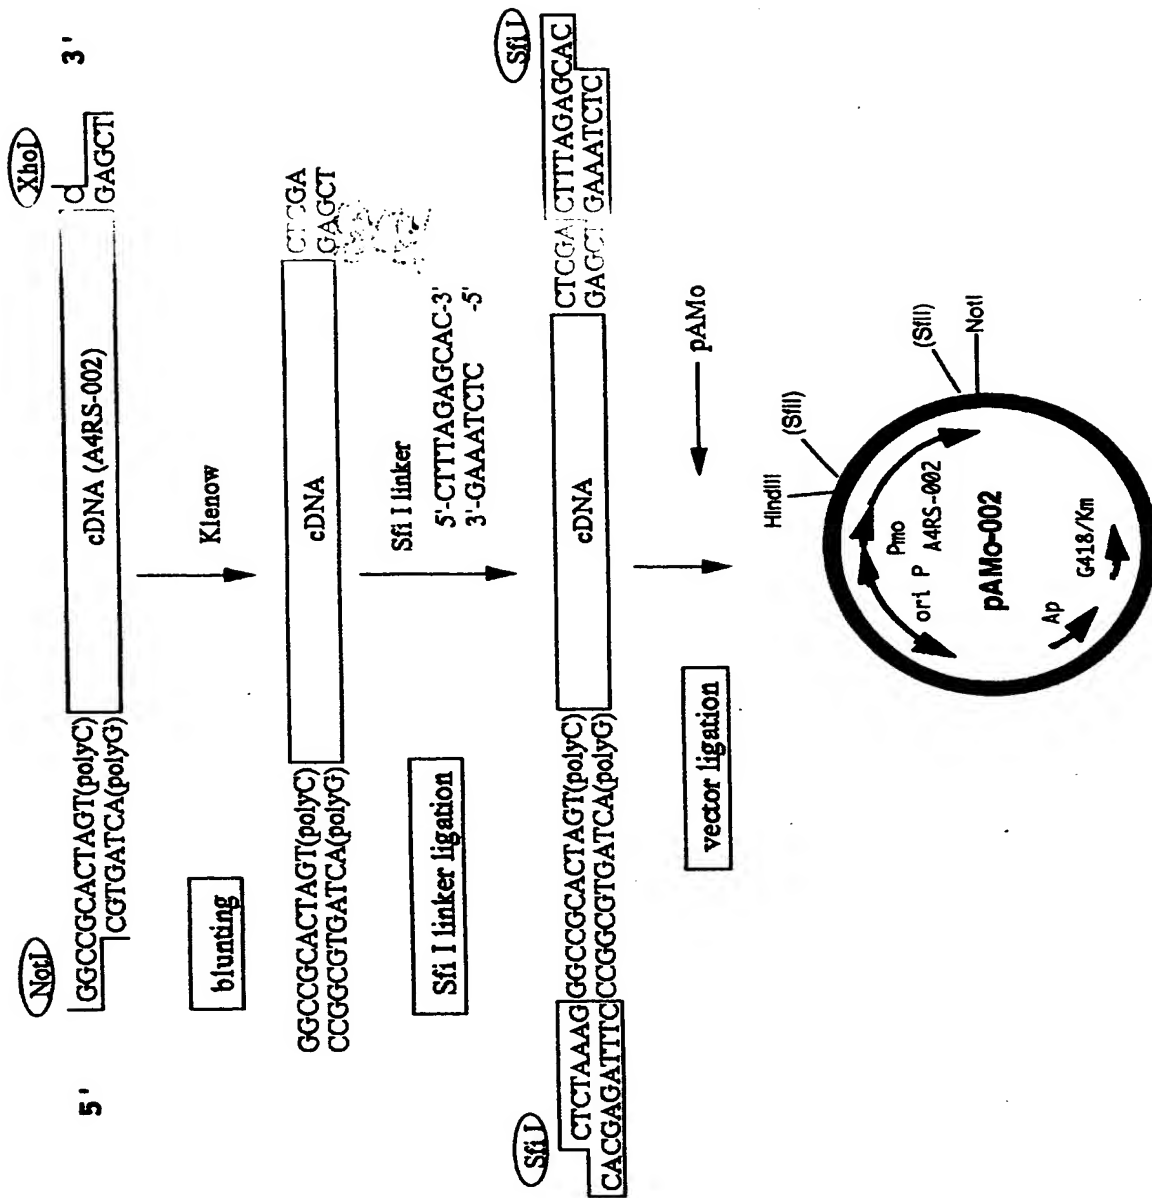 5' 3'
NotI XhoI
GGCCGCACTAGT(polyC) cDNA (A4RS-002) C
CGTGATCA(polyG) GAGCT
blunting Klenow
GGCCGCACTAGT(polyC) cDNA CTCGA
CCGGCGTGATCA(polyG) GAGCT
Sfi I linker ligation Sfi I linker
5'-CTTTAGAGCAC-3'
3'-GAAATCTC -5'
Sfi I Sfi I
CTCTAAAG GGCCGCACTAGT(polyC) cDNA CTCGA CTTTAGAGCAC
CACGAGATTTC CCGGCGTGATCA(polyG) GAGCT GAAATCTC
vector ligation pAMo
HindIII (SfiI) (SfiI) NotI
ori P Pmo
A4RS-002
pAMo-002
Ap G418/Km